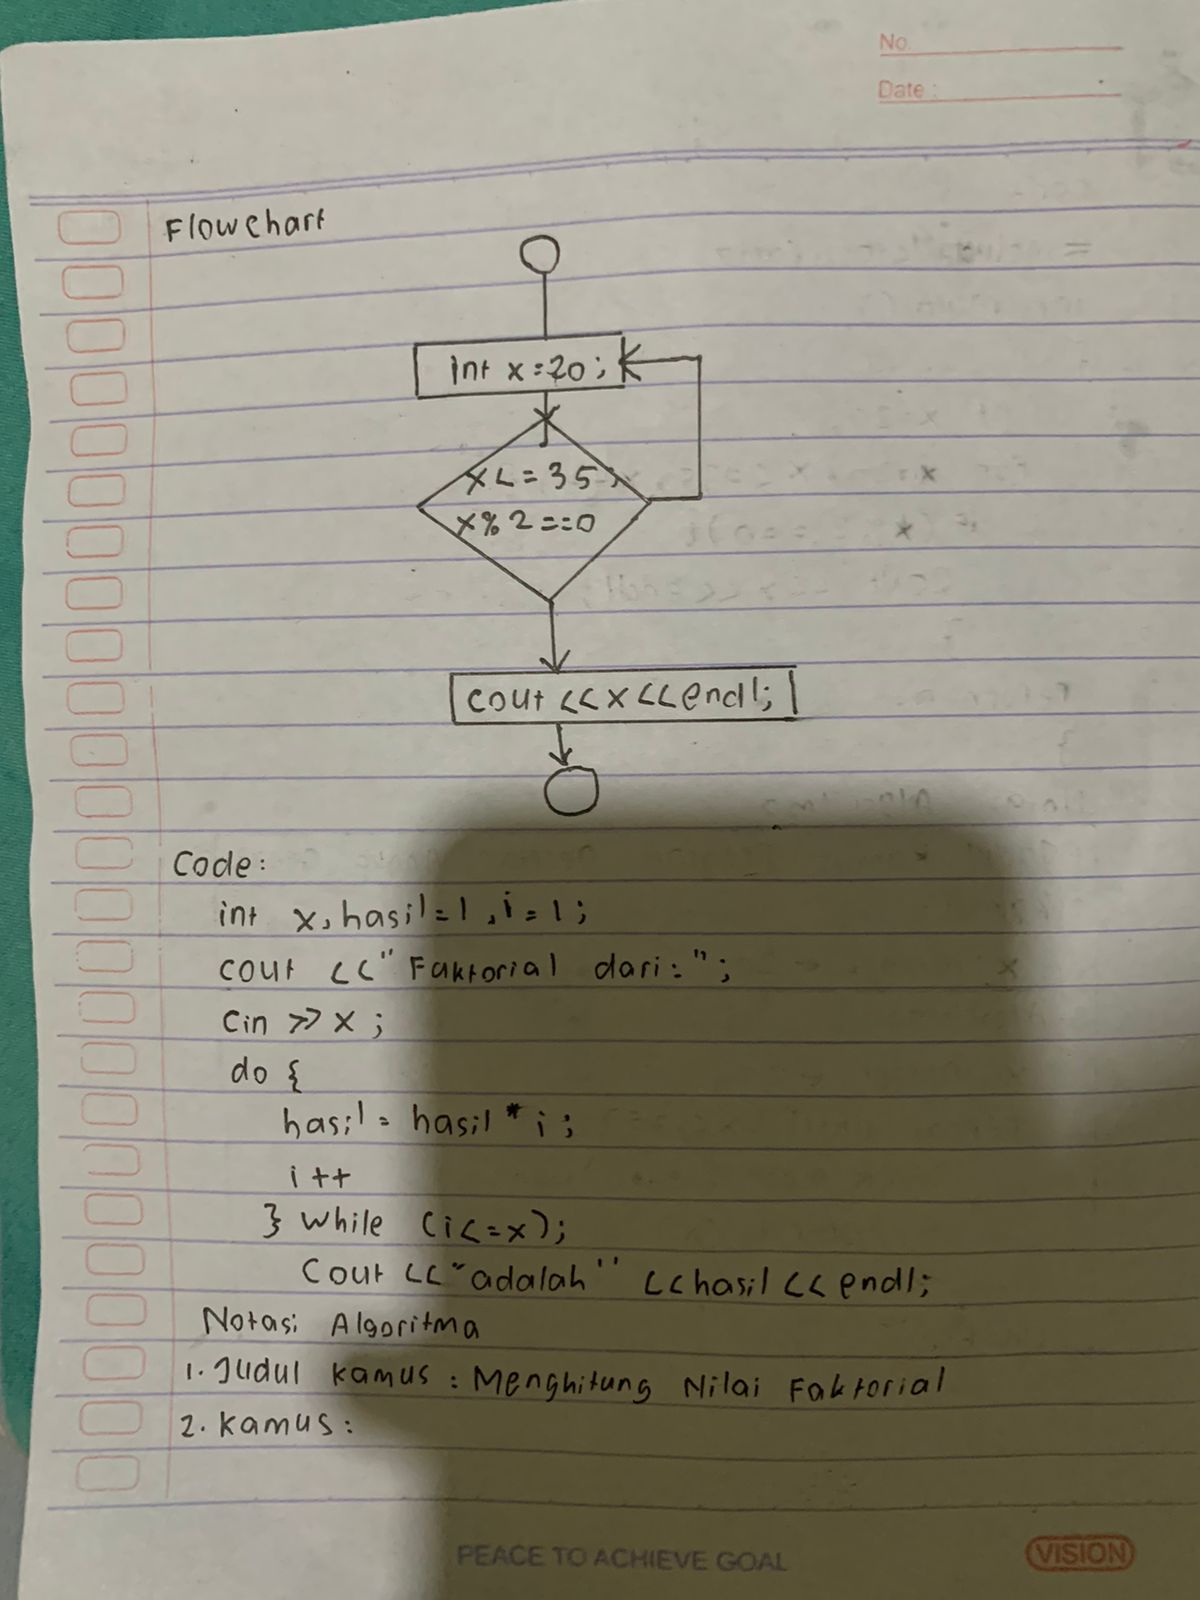 No.
Date :
Flowchart
int x=20;
x<=35;
x%2==0
cout <<x<<endl;
Code:
int x, hasil=1, i=1;
cout <<"Faktorial dari:";
cin >> x;
do {
hasil = hasil * i;
i++
} while (i<=x);
Cout <<"adalah" <<hasil << endl;
Notasi Algoritma
1. Judul kamus : Menghitung Nilai Faktorial
2. kamus :
PEACE TO ACHIEVE GOAL
VISION